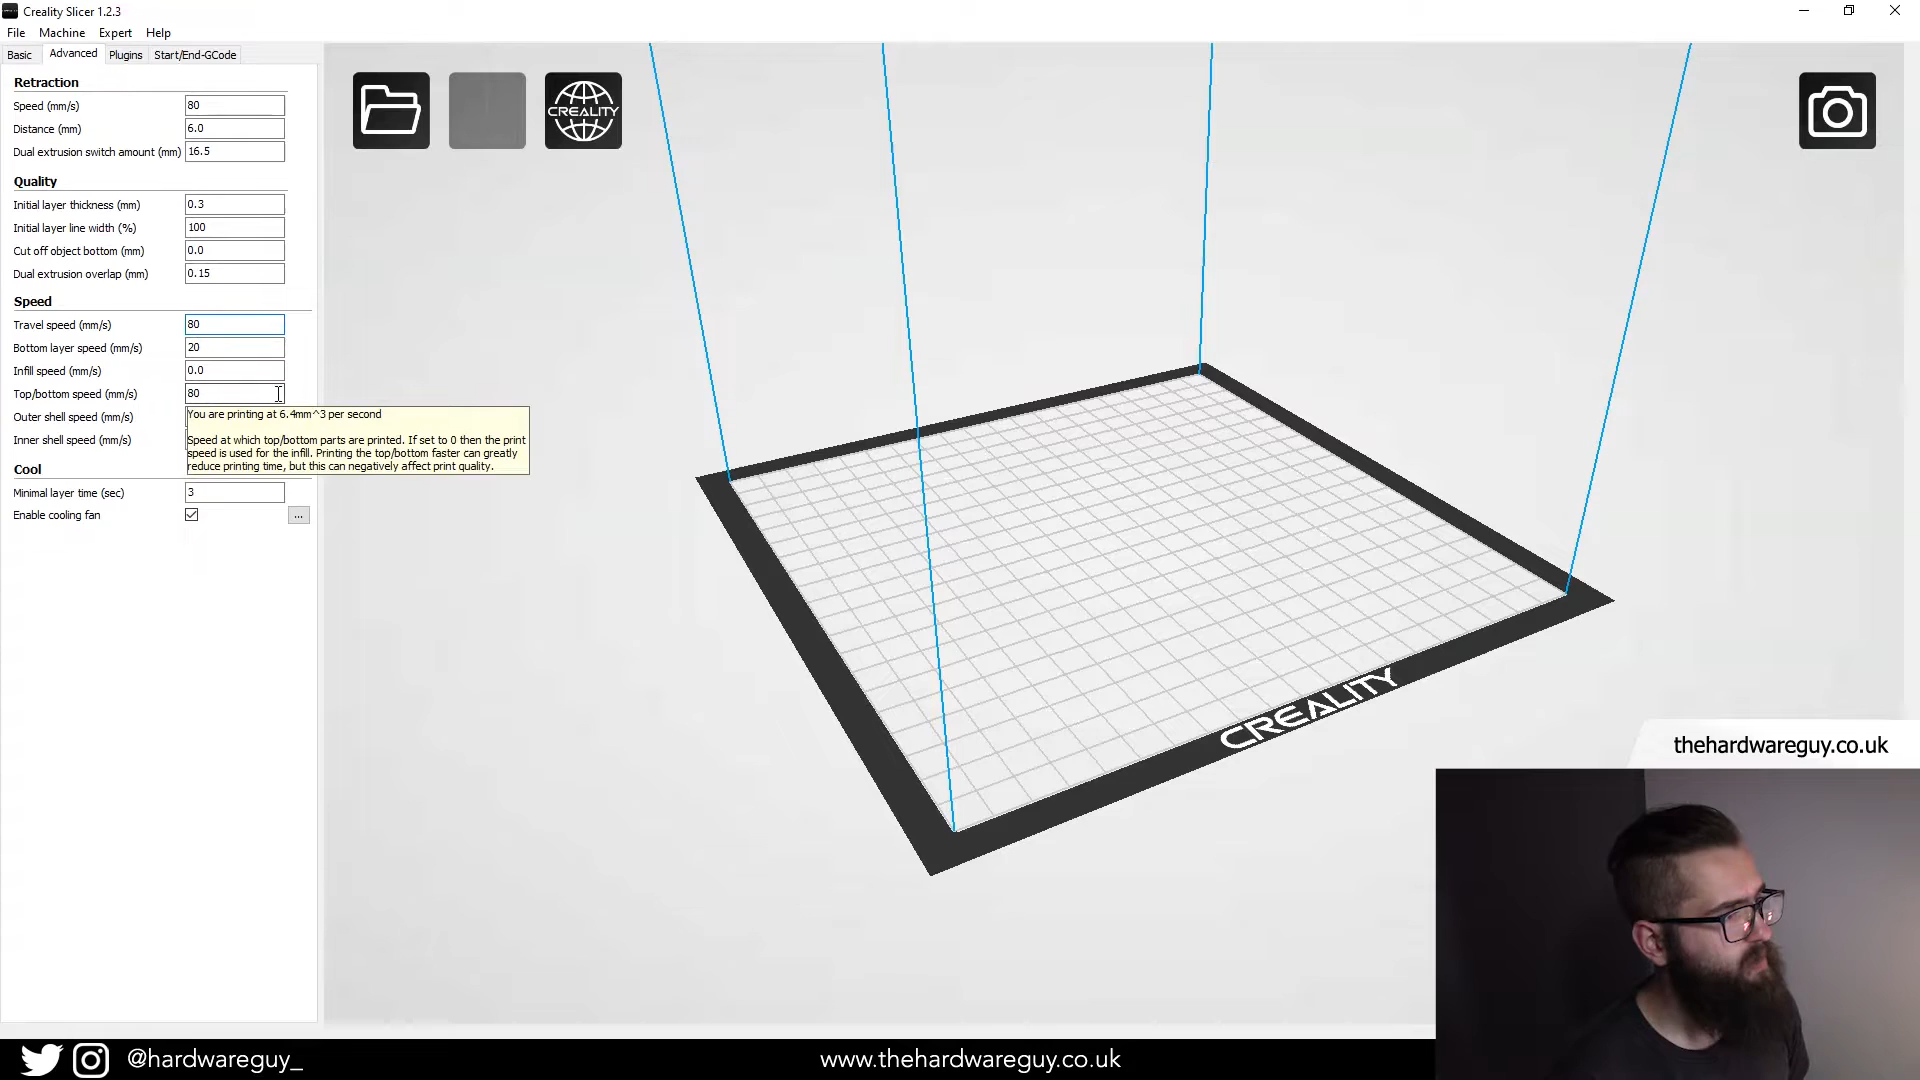 Creality Slicer 1.2.3
File Machine Expert Help
Basic Advanced Plugins Start/End-GCode
Retraction
Speed (mm/s) 80
Distance (mm) 6.0
Dual extrusion switch amount (mm) 16.5
Quality
Initial layer thickness (mm) 0.3
Initial layer line width (%) 100
Cut off object bottom (mm) 0.0
Dual extrusion overlap (mm) 0.15
Speed
Travel speed (mm/s) 80
Bottom layer speed (mm/s) 20
Infill speed (mm/s) 0.0
Top/bottom speed (mm/s) 80
Outer shell speed (mm/s)
Inner shell speed (mm/s)
You are printing at 6.4mm^3 per second
Speed at which top/bottom parts are printed. If set to 0 then the print
speed is used for the infill. Printing the top/bottom faster can greatly
reduce printing time, but this can negatively affect print quality.
Cool
Minimal layer time (sec) 3
Enable cooling fan ...
CREALITY
CREALITY
thehardwareguy.co.uk
@hardwareguy_
www.thehardwareguy.co.uk